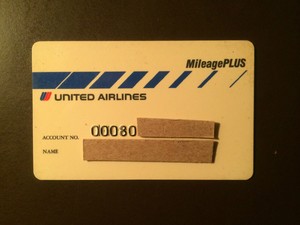 MileagePLUS
UNITED AIRLINES
ACCOUNT NO. 00080
NAME